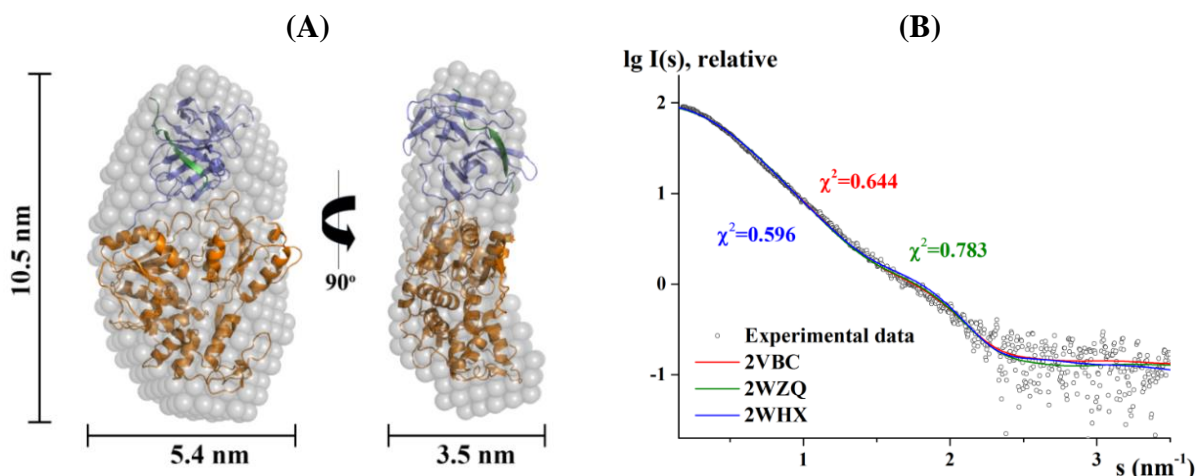 (A)
10.5 nm
90º
5.4 nm
3.5 nm
(B)
lg I(s), relative
2
χ²=0.644
1
χ²=0.596
χ²=0.783
0
Experimental data
2VBC
-1
2WZQ
2WHX
1
2
3
s (nm⁻¹)